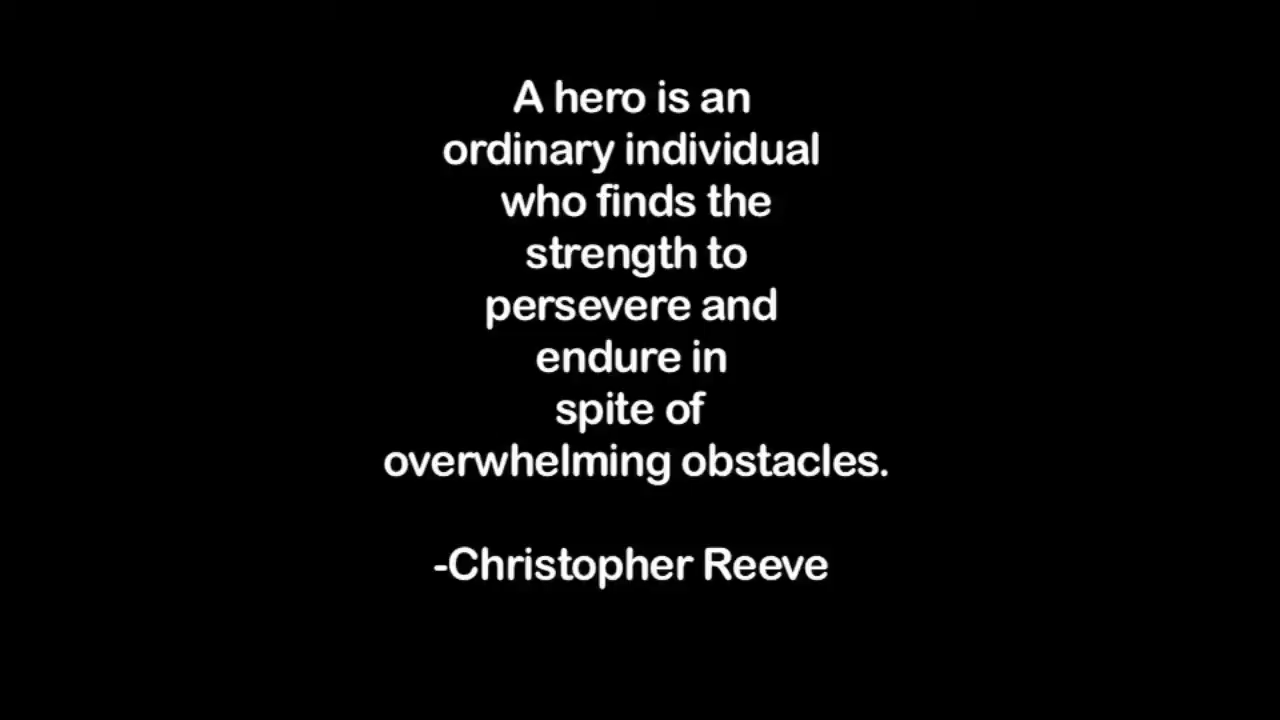 A hero is an
ordinary individual
who finds the
strength to
persevere and
endure in
spite of
overwhelming obstacles.
-Christopher Reeve